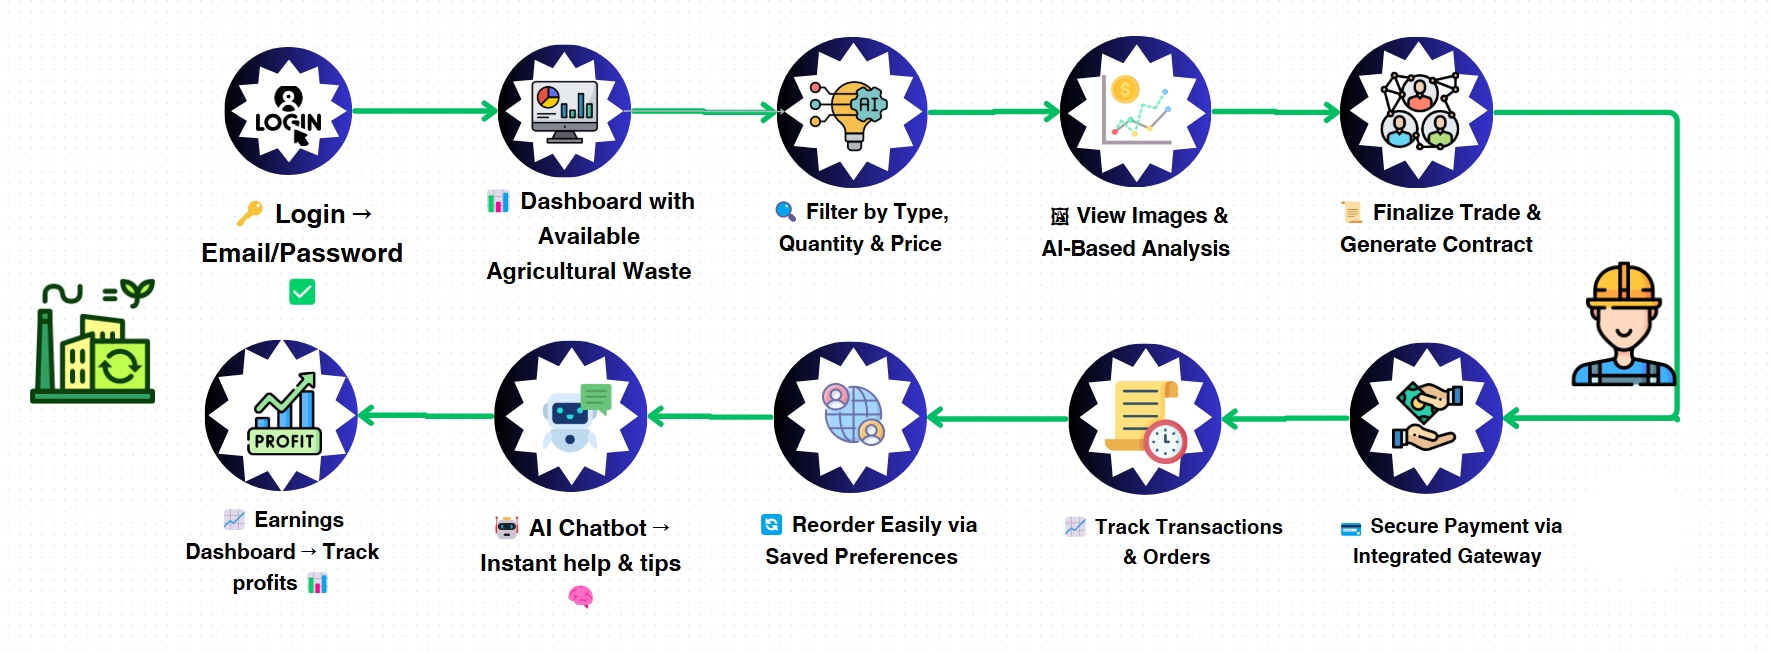 LOGIN
🔑 Login →
Email/Password
✅
📊 Dashboard with
Available
Agricultural Waste
AI
🔍 Filter by Type,
Quantity & Price
$
🖼 View Images &
AI-Based Analysis
📜 Finalize Trade &
Generate Contract
💳 Secure Payment via
Integrated Gateway
📈 Track Transactions
& Orders
🔄 Reorder Easily via
Saved Preferences
🤖 AI Chatbot →
Instant help & tips
🧠
PROFIT
📈 Earnings
Dashboard → Track
profits 📊
=